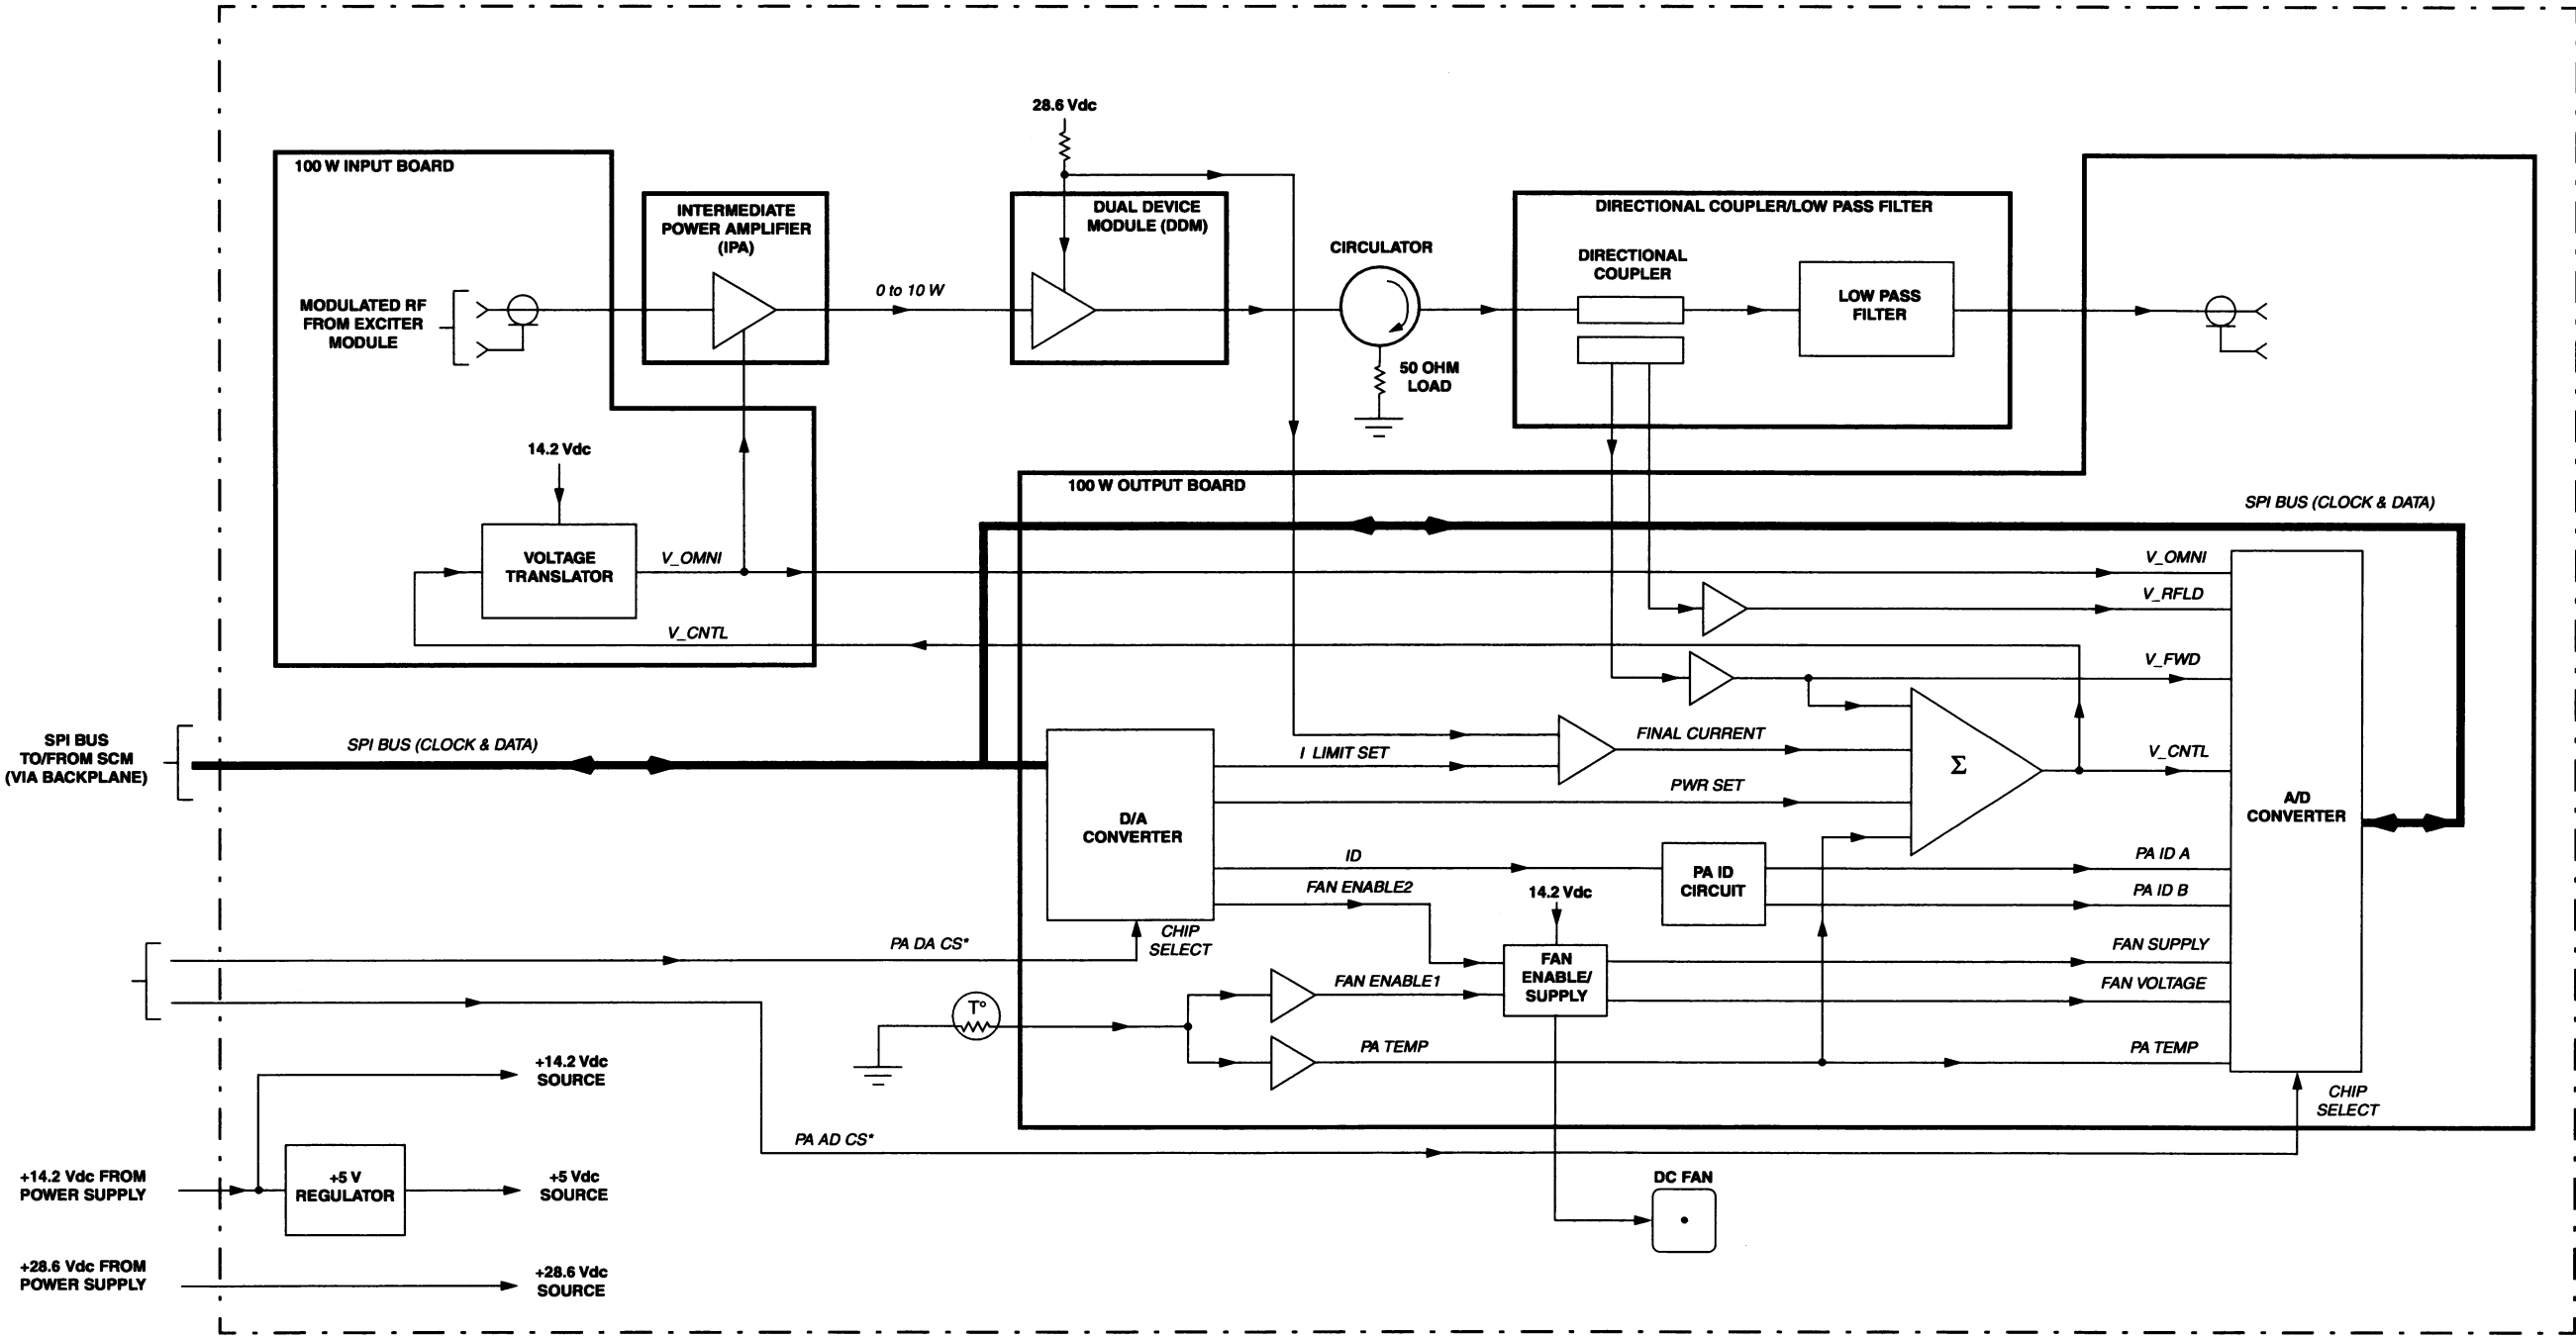 28.6 Vdc
100 W INPUT BOARD
INTERMEDIATE
POWER AMPLIFIER
(IPA)
DUAL DEVICE
MODULE (DDM)
DIRECTIONAL COUPLER/LOW PASS FILTER
CIRCULATOR
DIRECTIONAL
COUPLER
MODULATED RF
FROM EXCITER
MODULE
0 to 10 W
LOW PASS
FILTER
50 OHM
LOAD
14.2 Vdc
100 W OUTPUT BOARD
SPI BUS (CLOCK & DATA)
VOLTAGE
TRANSLATOR
V_OMNI
V_OMNI
V_RFLD
V_CNTL
V_FWD
SPI BUS
TO/FROM SCM
(VIA BACKPLANE)
SPI BUS (CLOCK & DATA)
I LIMIT SET
FINAL CURRENT
Σ
V_CNTL
PWR SET
D/A
CONVERTER
A/D
CONVERTER
ID
PA ID
CIRCUIT
PA ID A
FAN ENABLE2
14.2 Vdc
PA ID B
PA DA CS*
CHIP
SELECT
FAN
ENABLE/
SUPPLY
FAN SUPPLY
FAN ENABLE1
FAN VOLTAGE
T°
PA TEMP
PA TEMP
+14.2 Vdc
SOURCE
CHIP
SELECT
PA AD CS*
+14.2 Vdc FROM
POWER SUPPLY
+5 V
REGULATOR
+5 Vdc
SOURCE
DC FAN
+28.6 Vdc FROM
POWER SUPPLY
+28.6 Vdc
SOURCE